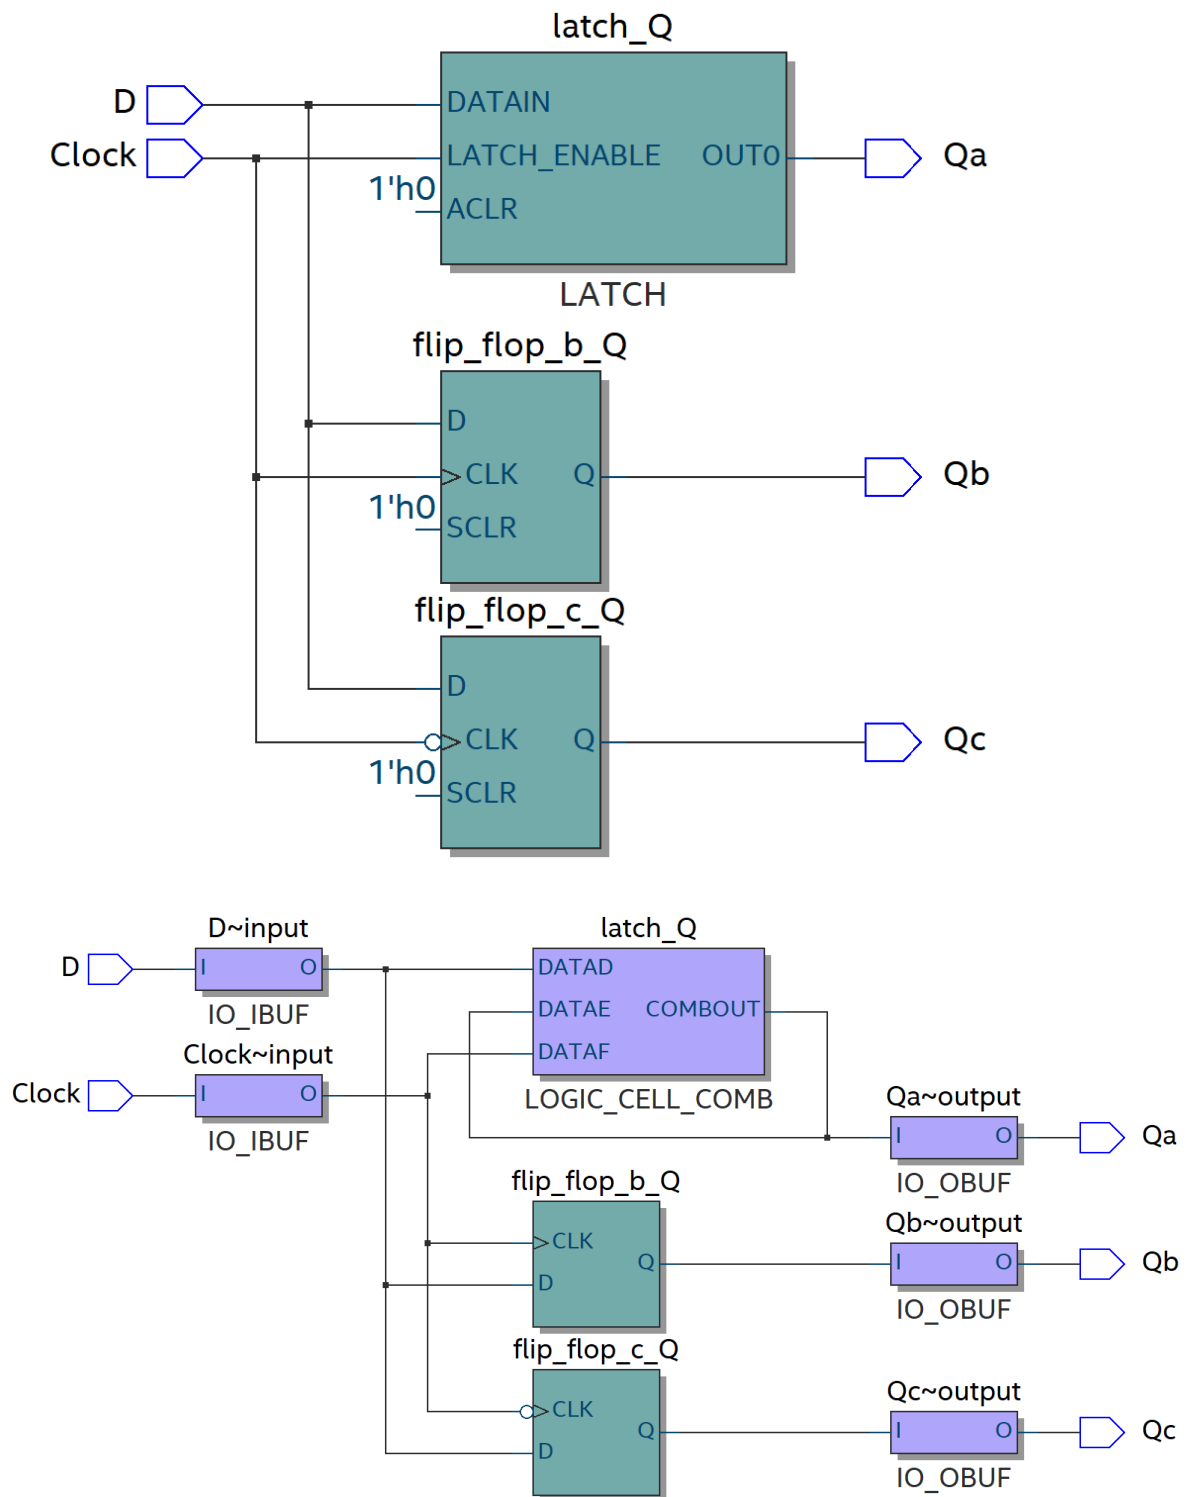 latch_Q
D
DATAIN
Clock
LATCH_ENABLE
OUT0
Qa
1'h0
ACLR
LATCH
flip_flop_b_Q
D
CLK
Q
Qb
1'h0
SCLR
flip_flop_c_Q
D
CLK
Q
Qc
1'h0
SCLR
D~input
latch_Q
D
I
O
DATAD
IO_IBUF
DATAE
COMBOUT
Clock~input
DATAF
Clock
I
O
LOGIC_CELL_COMB
Qa~output
IO_IBUF
I
O
Qa
flip_flop_b_Q
IO_OBUF
Qb~output
CLK
Q
I
O
Qb
D
IO_OBUF
flip_flop_c_Q
Qc~output
CLK
Q
I
O
Qc
D
IO_OBUF